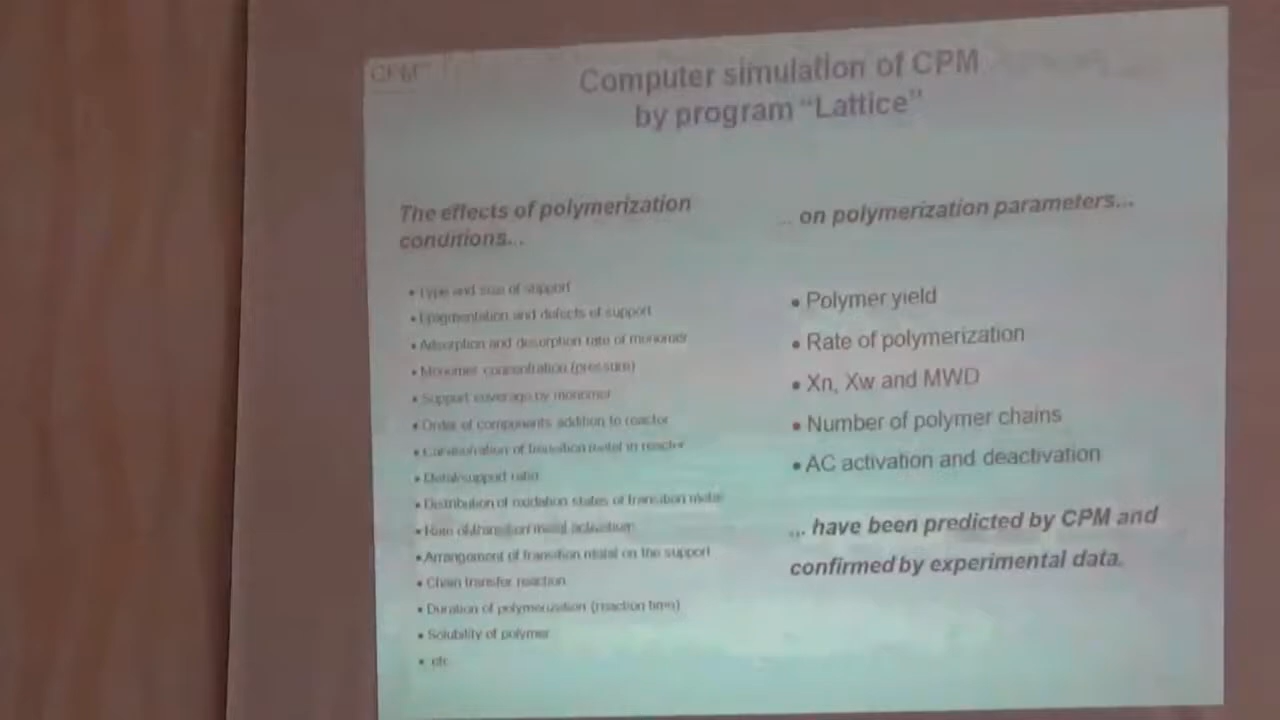 CPM
Computer simulation of CPM
by program “Lattice”
The effects of polymerization
conditions...
• Type and size of support
• Fragmentation and defects of support
• Adsorption and desorption rate of monomer
• Monomer concentration (pressure)
• Support coverage by monomer
• Order of components addition to reactor
• Concentration of transition metal in reactor
• Metal/support ratio
• Distribution of oxidation states of transition metal
• Rate of transition metal activation
• Arrangement of transition metal on the support
• Chain transfer reaction
• Duration of polymerization (reaction time)
• Solubility of polymer
• etc
... on polymerization parameters...
• Polymer yield
• Rate of polymerization
• Xn, Xw and MWD
• Number of polymer chains
• AC activation and deactivation
... have been predicted by CPM and
confirmed by experimental data.